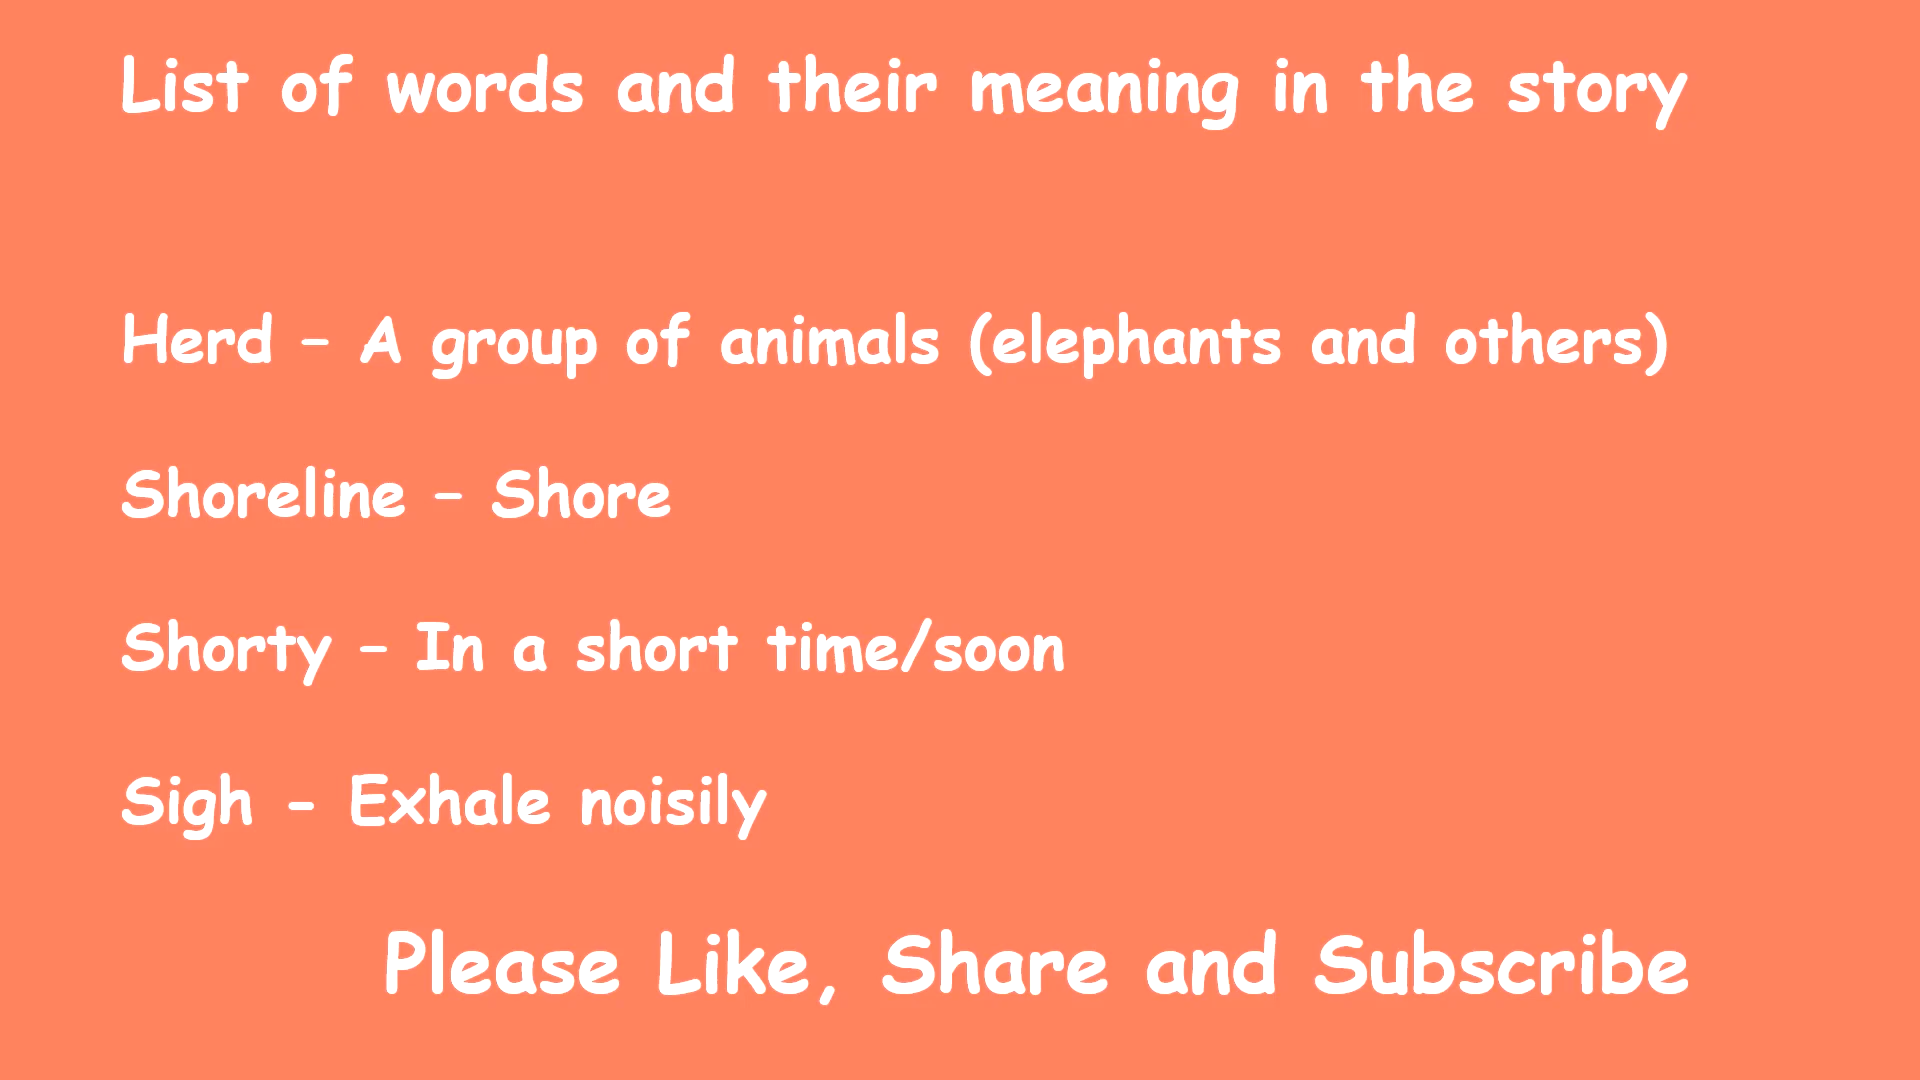 List of words and their meaning in the story
Herd – A group of animals (elephants and others)
Shoreline – Shore
Shorty – In a short time/soon
Sigh - Exhale noisily
Please Like, Share and Subscribe